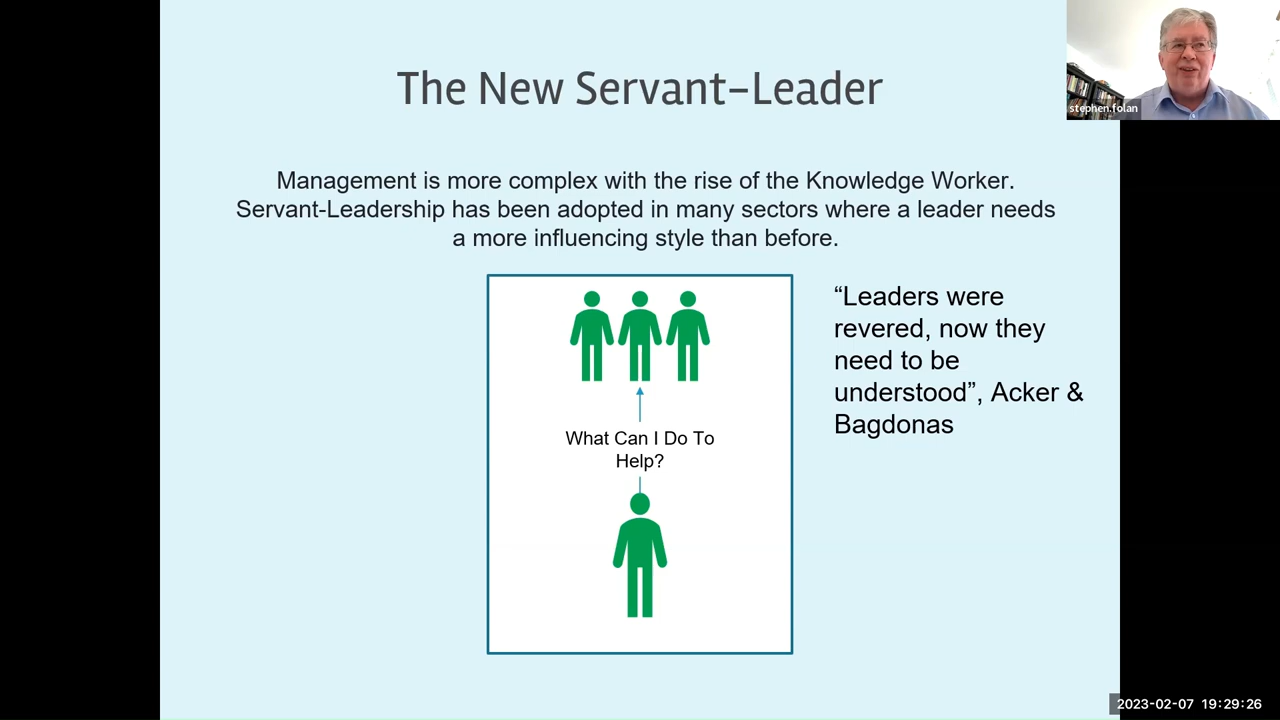 The New Servant-Leader
stephen.folan
Management is more complex with the rise of the Knowledge Worker.
Servant-Leadership has been adopted in many sectors where a leader needs
a more influencing style than before.
“Leaders were
revered, now they
need to be
understood”, Acker &
Bagdonas
What Can I Do To
Help?
2023-02-07 19:29:26